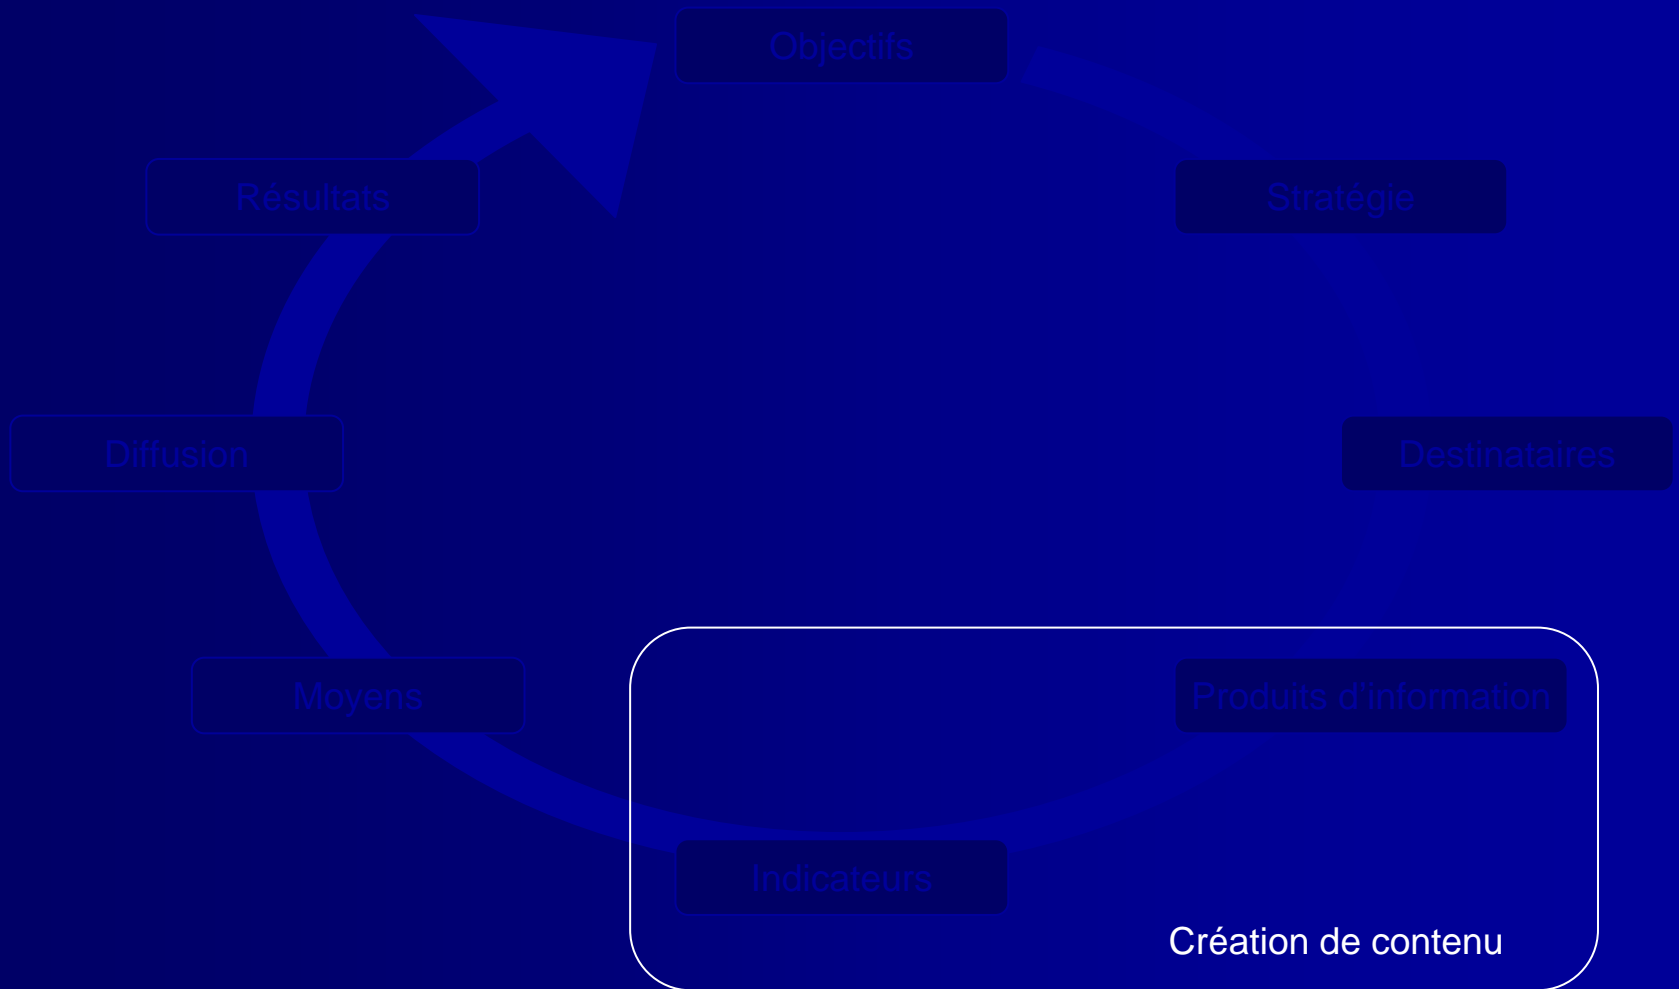 Objectifs
Résultats
Stratégie
Diffusion
Destinataires
Moyens
Produits d'information
Indicateurs
Création de contenu